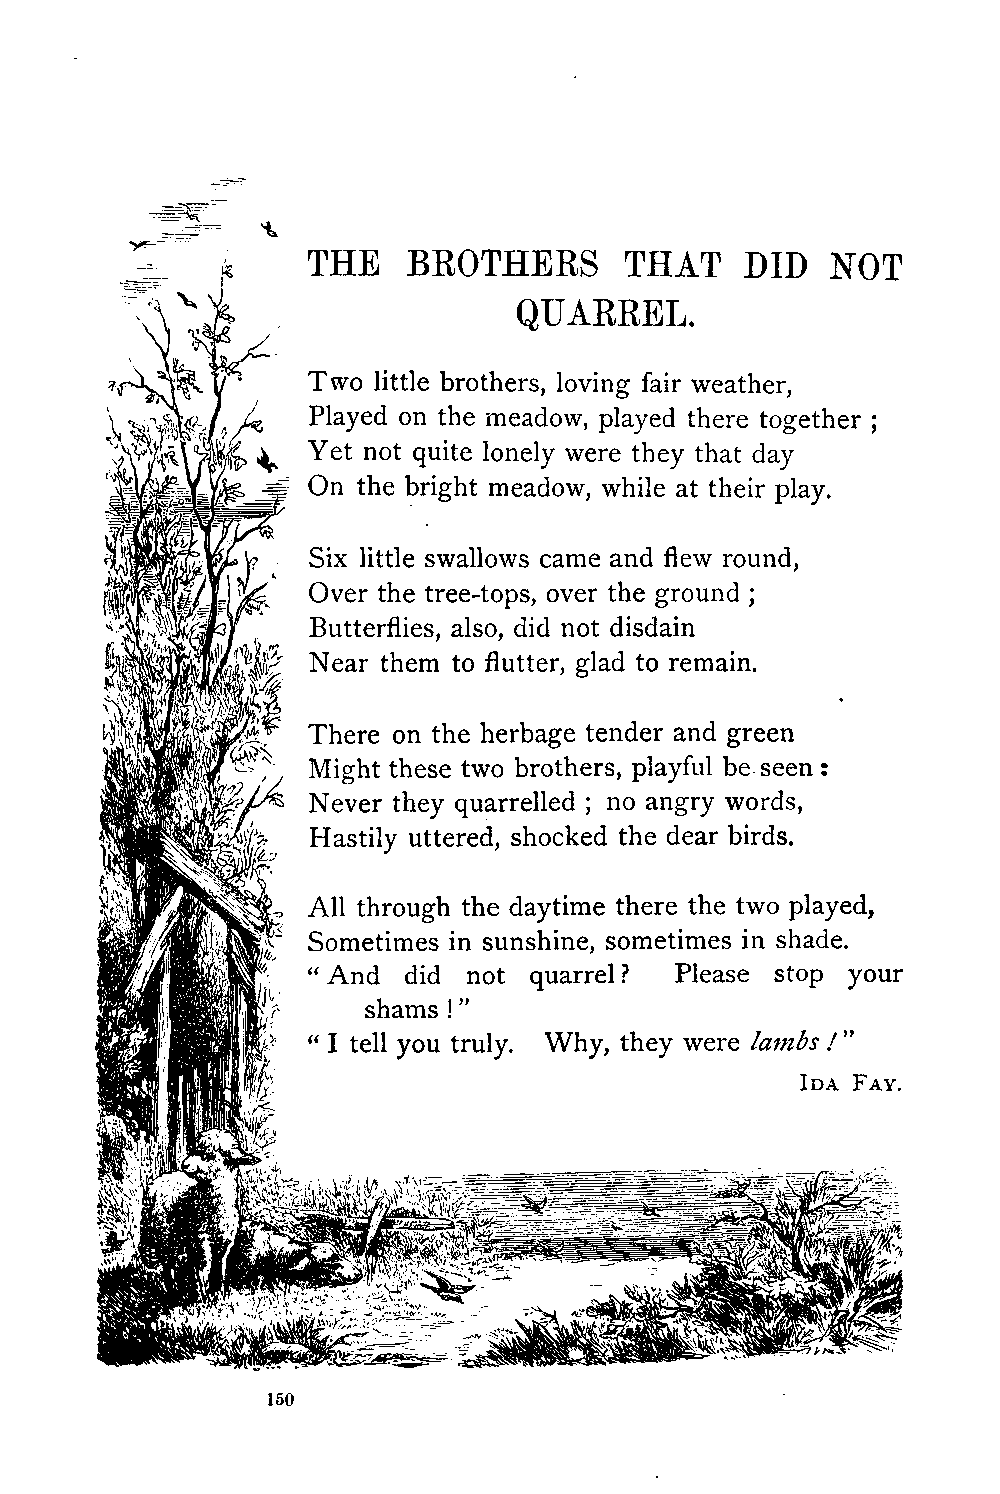 THE BROTHERS THAT DID NOT
QUARREL.
Two little brothers, loving fair weather,
Played on the meadow, played there together ;
Yet not quite lonely were they that day
On the bright meadow, while at their play.
Six little swallows came and flew round,
Over the tree-tops, over the ground ;
Butterflies, also, did not disdain
Near them to flutter, glad to remain.
There on the herbage tender and green
Might these two brothers, playful be seen :
Never they quarrelled ; no angry words,
Hastily uttered, shocked the dear birds.
All through the daytime there the two played,
Sometimes in sunshine, sometimes in shade.
“ And did not quarrel ? Please stop your
shams ! ”
“ I tell you truly. Why, they were lambs ! ”
IDA FAY.
150